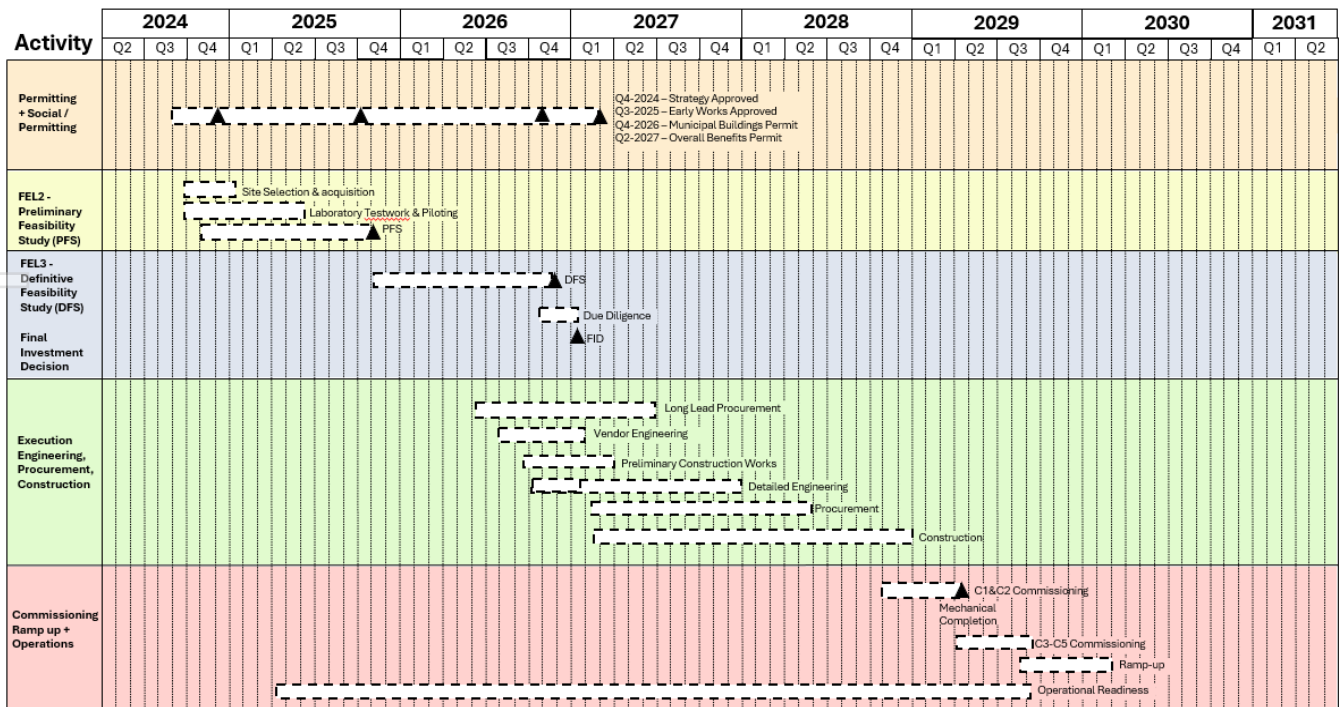 2024 2025 2026 2027 2028 2029 2030 2031
Activity
Q2 Q3 Q4 Q1 Q2 Q3 Q4 Q1 Q2 Q3 Q4 Q1 Q2 Q3 Q4 Q1 Q2 Q3 Q4 Q1 Q2 Q3 Q4 Q1 Q2 Q3 Q4 Q1 Q2
Permitting
+ Social /
Permitting
Q4-2024 – Strategy Approved
Q3-2025 – Early Works Approved
Q4-2026 – Municipal Buildings Permit
Q2-2027 – Overall Benefits Permit
FEL2 -
Preliminary
Feasibility
Study (PFS)
Site Selection & acquisition
Laboratory Testwork & Piloting
PFS
FEL3 -
Definitive
Feasibility
Study (DFS)
DFS
Due Diligence
Final
Investment
Decision
FID
Execution
Engineering,
Procurement,
Construction
Long Lead Procurement
Vendor Engineering
Preliminary Construction Works
Detailed Engineering
Procurement
Construction
Commissioning
Ramp up +
Operations
C1&C2 Commissioning
Mechanical
Completion
C3-C5 Commissioning
Ramp-up
Operational Readiness